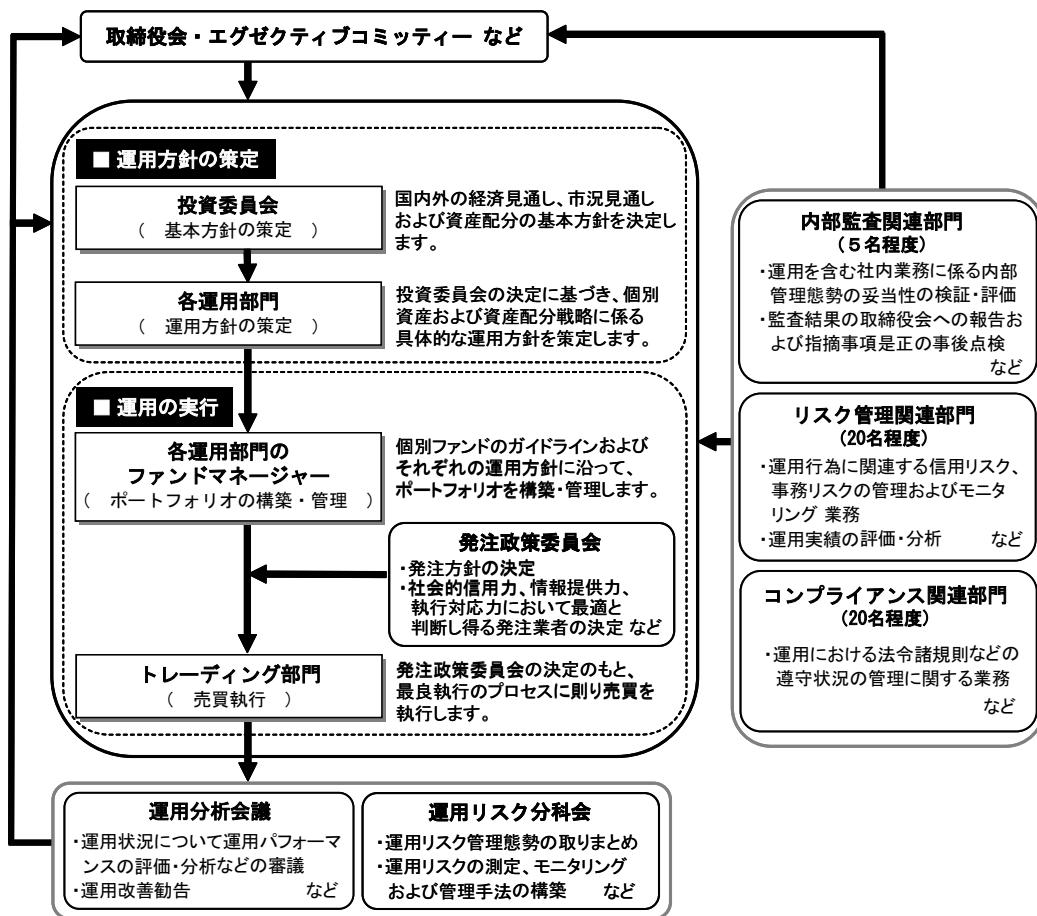 取締役会・エグゼクティブコミッティー など
■ 運用方針の策定
投資委員会
（ 基本方針の策定 ）
国内外の経済見通し、市況見通し
および資産配分の基本方針を決定し
ます。
各運用部門
（ 運用方針の策定 ）
投資委員会の決定に基づき、個別
資産および資産配分戦略に係る
具体的な運用方針を策定します。
■ 運用の実行
各運用部門の
ファンドマネージャー
（ ポートフォリオの構築・管理 ）
個別ファンドのガイドラインおよび
それぞれの運用方針に沿って、
ポートフォリオを構築・管理します。
発注政策委員会
・発注方針の決定
・社会的信用力、情報提供力、
執行対応力において最適と
判断し得る発注業者の決定 など
トレーディング部門
（ 売買執行 ）
発注政策委員会の決定のもと、
最良執行のプロセスに則り売買を
執行します。
運用分析会議
・運用状況について運用パフォーマ
ンスの評価・分析などの審議
・運用改善勧告 など
運用リスク分科会
・運用リスク管理態勢の取りまとめ
・運用リスクの測定、モニタリング
および管理手法の構築 など
内部監査関連部門
（５名程度）
・運用を含む社内業務に係る内部
管理態勢の妥当性の検証・評価
・監査結果の取締役会への報告お
よび指摘事項是正の事後点検
など
リスク管理関連部門
（20名程度）
・運用行為に関連する信用リスク、
事務リスクの管理およびモニタ
リング 業務
・運用実績の評価・分析 など
コンプライアンス関連部門
（20名程度）
・運用における法令諸規則などの
遵守状況の管理に関する業務
など